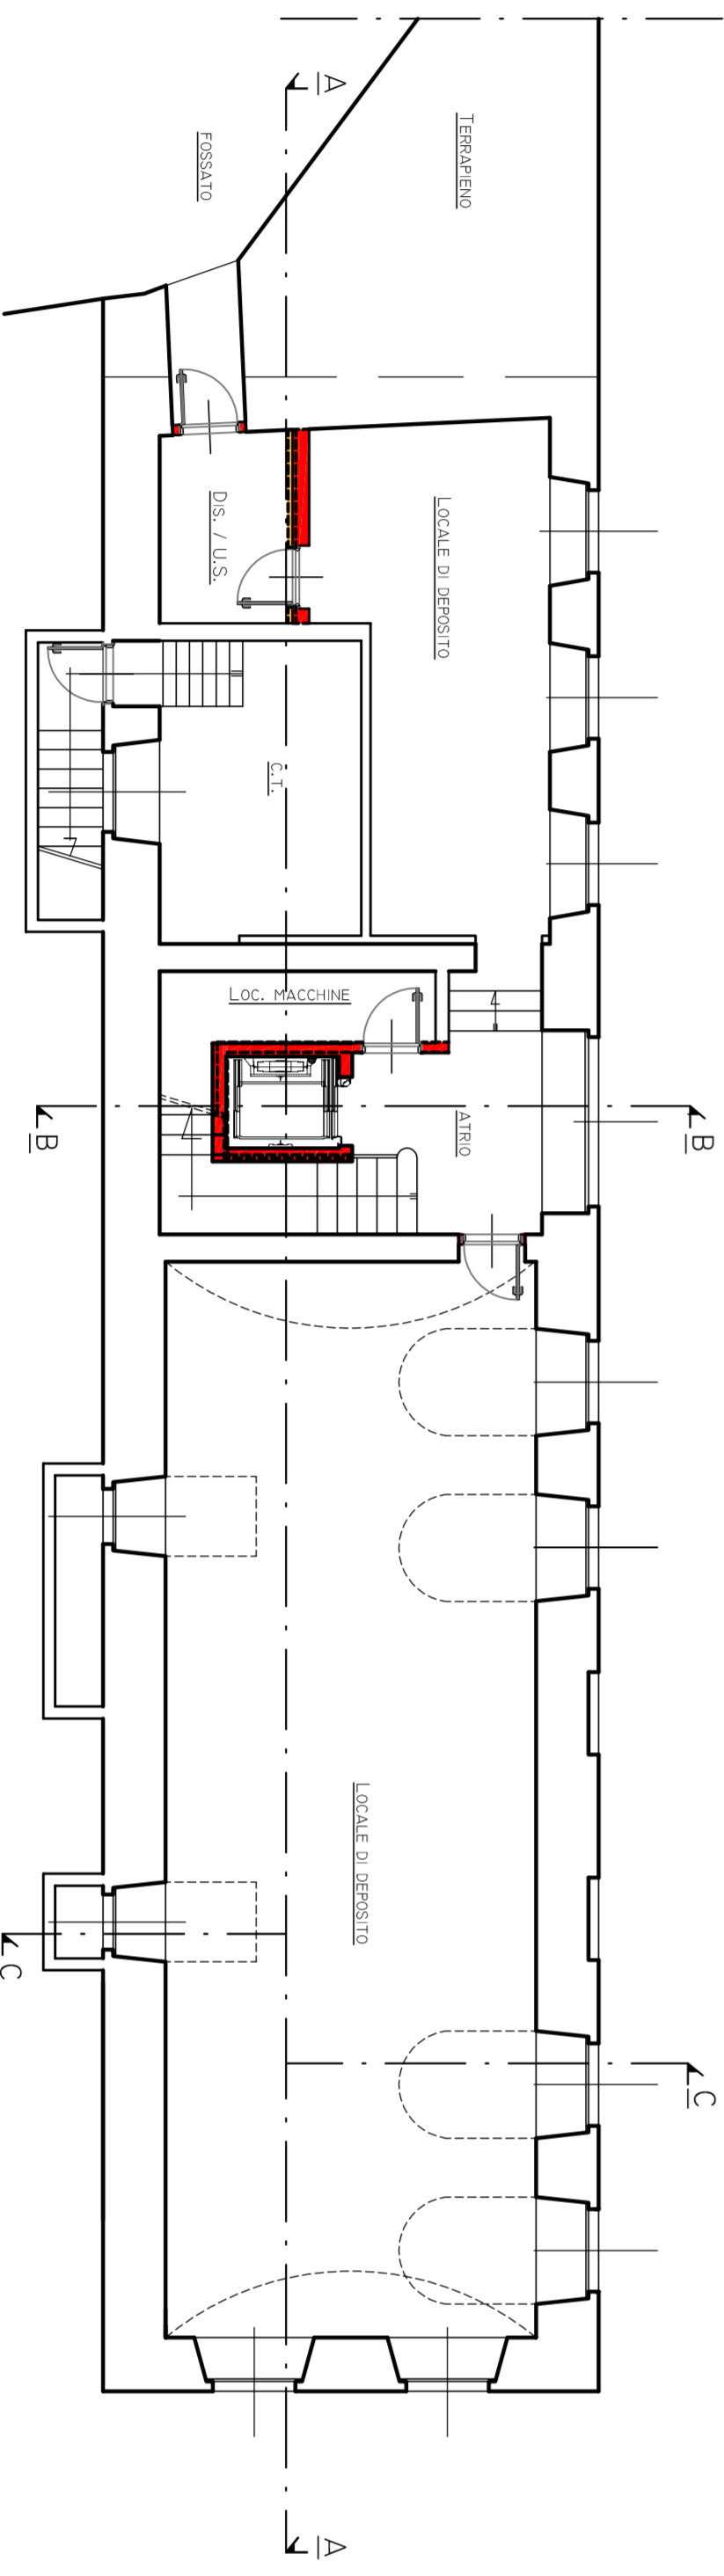 A
TERRAPIENO
FOSSATO
DIS. / U.S.
LOCALE DI DEPOSITO
C.T.
LOC. MACCHINE
ATRIO
B
B
LOCALE DI DEPOSITO
C
C
A